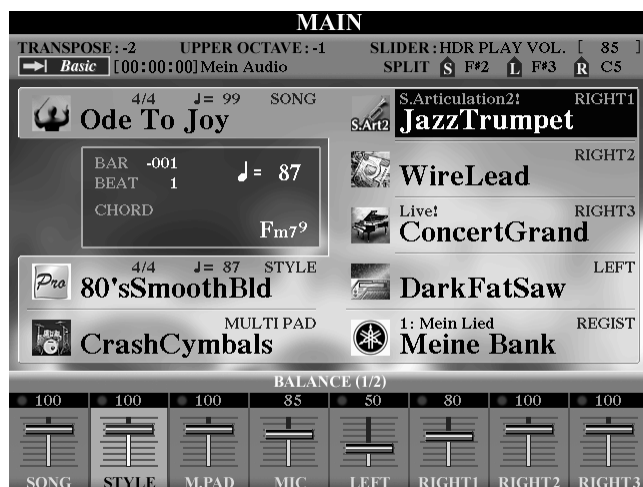 MAIN
TRANSPOSE:-2 UPPER OCTAVE:-1 SLIDER:HDR PLAY VOL. [ 85 ]
Basic [00:00:00]Mein Audio SPLIT S F#2 L F#3 R C5
4/4 ♩= 99 SONG
Ode To Joy
S.Articulation2! RIGHT1
S.Art2 JazzTrumpet
BAR -001
BEAT 1
♩= 87
CHORD
Fm7⁹
RIGHT2
WireLead
Live! RIGHT3
ConcertGrand
4/4 ♩= 87 STYLE
Pro 80'sSmoothBld
LEFT
DarkFatSaw
MULTI PAD
CrashCymbals
1: Mein Lied REGIST
Meine Bank
BALANCE (1/2)
100 100 100 85 50 80 100 100
SONG STYLE M.PAD MIC LEFT RIGHT1 RIGHT2 RIGHT3